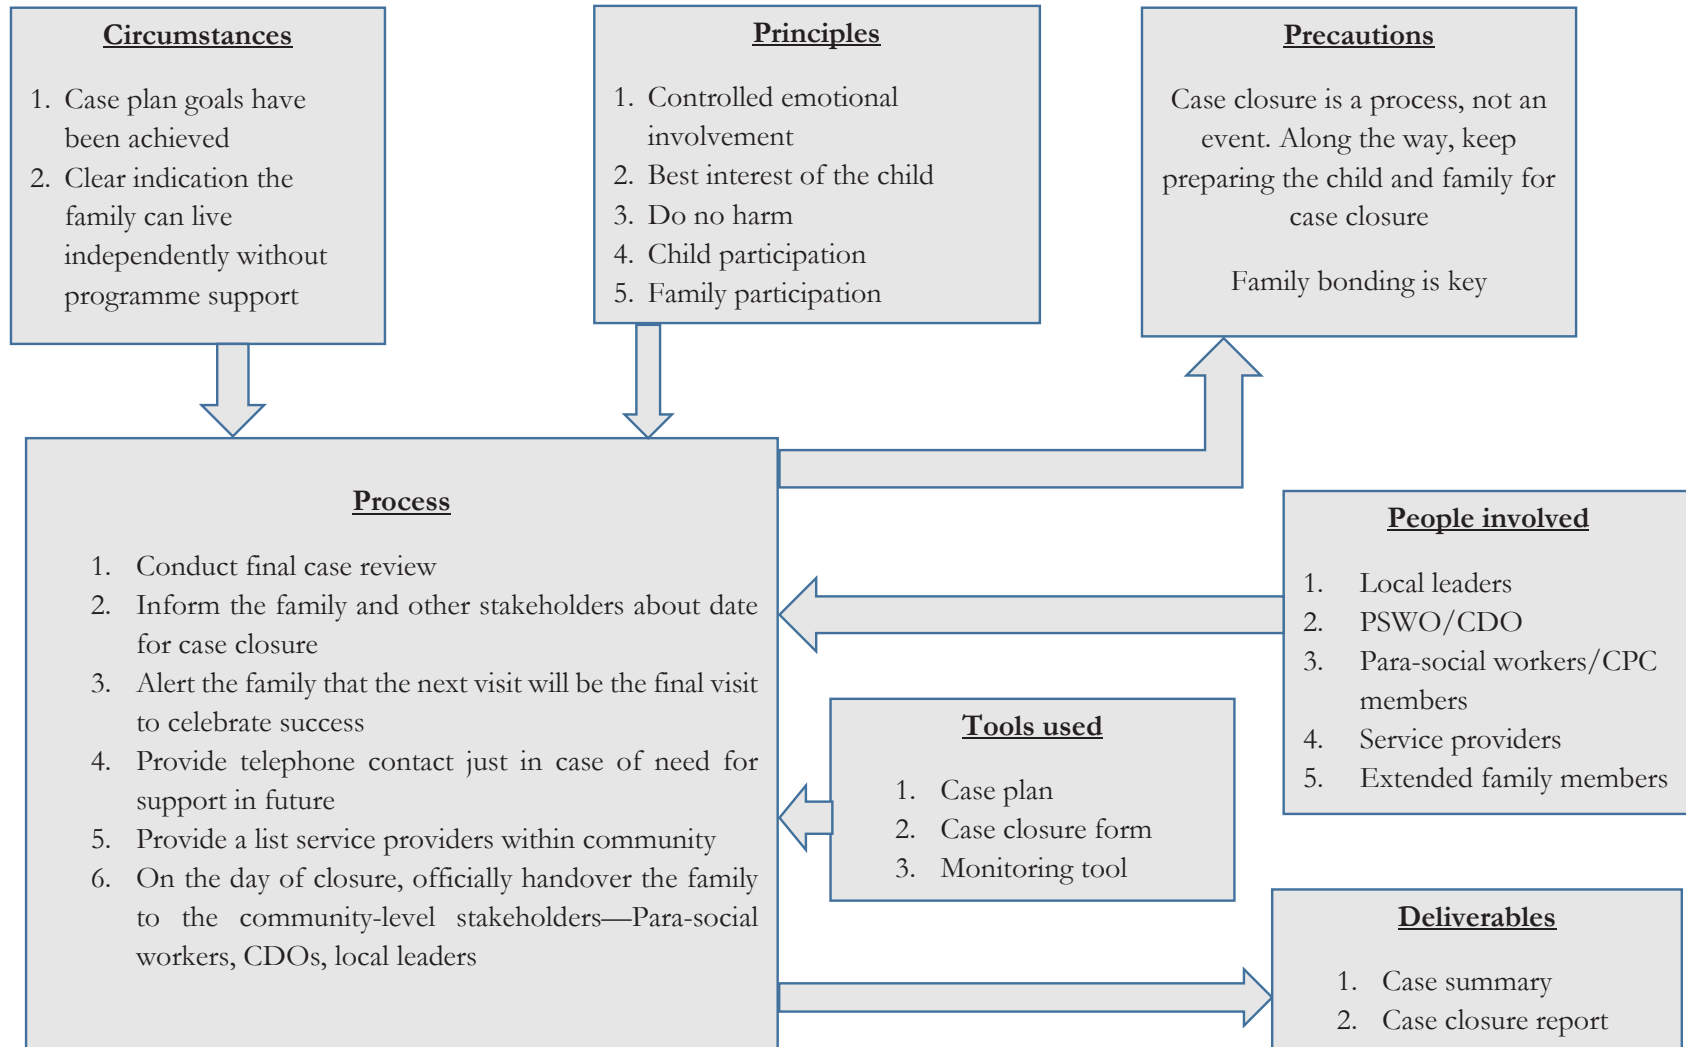 Circumstances
1. Case plan goals have
been achieved
2. Clear indication the
family can live
independently without
programme support
Principles
1. Controlled emotional
involvement
2. Best interest of the child
3. Do no harm
4. Child participation
5. Family participation
Precautions
Case closure is a process, not an
event. Along the way, keep
preparing the child and family for
case closure
Family bonding is key
Process
1. Conduct final case review
2. Inform the family and other stakeholders about date
for case closure
3. Alert the family that the next visit will be the final visit
to celebrate success
4. Provide telephone contact just in case of need for
support in future
5. Provide a list service providers within community
6. On the day of closure, officially handover the family
to the community-level stakeholders—Para-social
workers, CDOs, local leaders
People involved
1. Local leaders
2. PSWO/CDO
3. Para-social workers/CPC
members
4. Service providers
5. Extended family members
Tools used
1. Case plan
2. Case closure form
3. Monitoring tool
Deliverables
1. Case summary
2. Case closure report